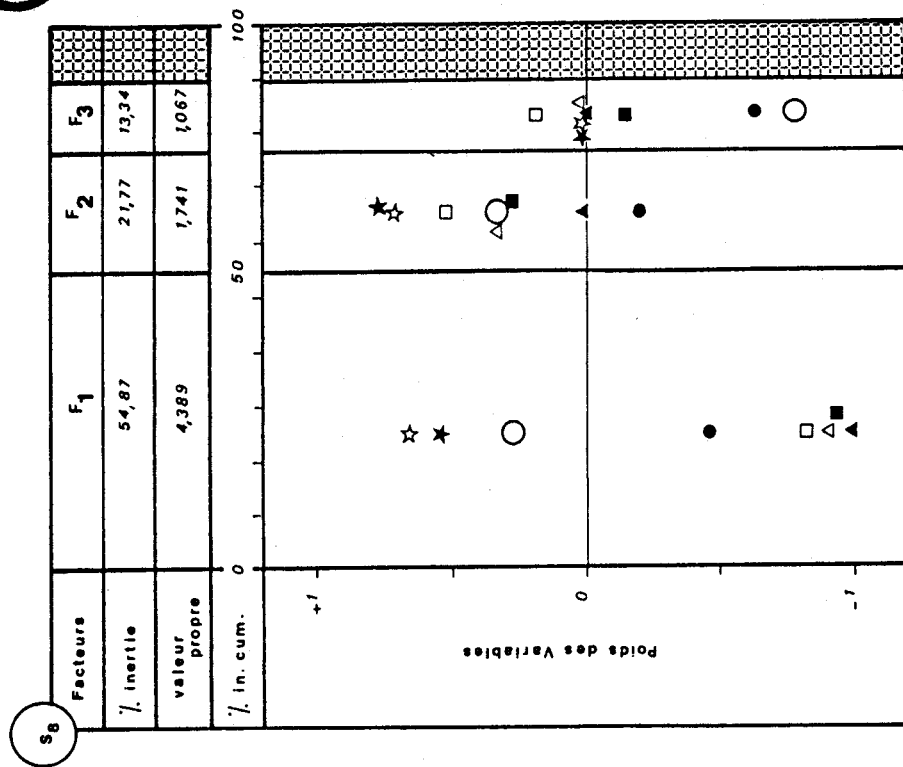 S8
Facteurs F1 F2 F3
% inertie 54,87 21,77 13,34
valeur propre 4,389 1,741 1,067
% in. cum. 0 1 50 100
Poids des Variables
+1
0
-1